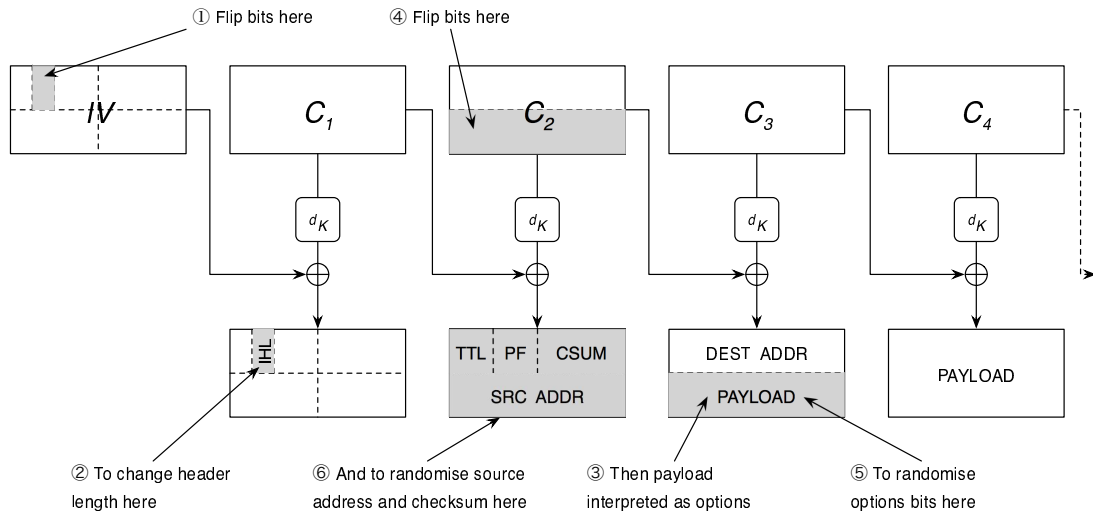 ① Flip bits here
④ Flip bits here
IV
C1
C2
C3
C4
dK
dK
dK
dK
IHL
TTL
PF
CSUM
SRC ADDR
DEST ADDR
PAYLOAD
PAYLOAD
② To change header
length here
⑥ And to randomise source
address and checksum here
③ Then payload
interpreted as options
⑤ To randomise
options bits here